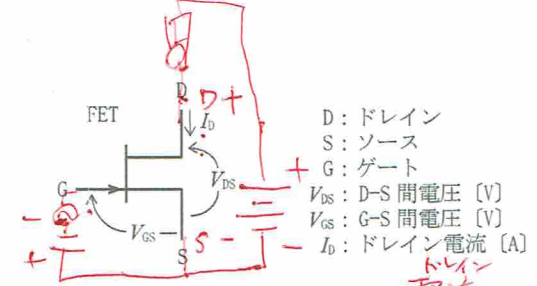 D
D+
FET
I_D
D：ドレイン
S：ソース
+
G：ゲート
G
V_DS
V_DS：D-S 間電圧〔V〕
-
V_GS
V_GS：G-S 間電圧〔V〕
+
S
S-
-
I_D：ドレイン電流〔A〕
ドレイン